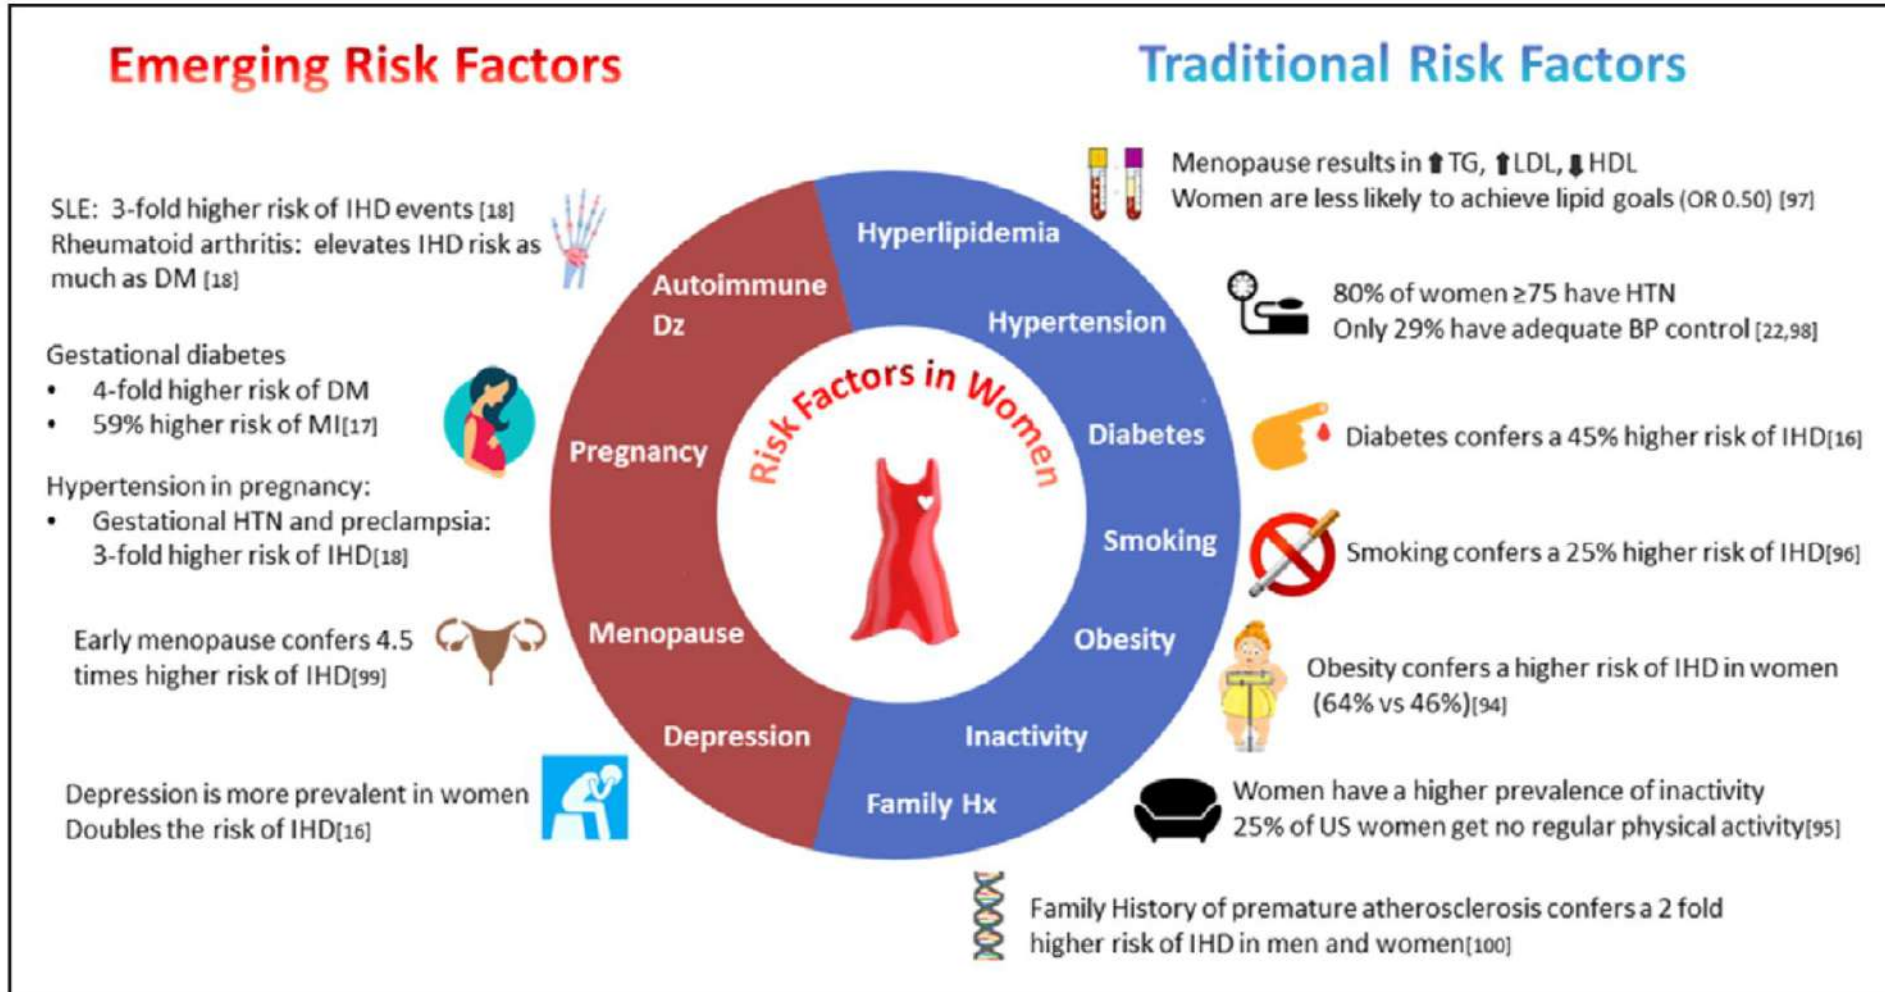 Emerging Risk Factors
Traditional Risk Factors
SLE: 3-fold higher risk of IHD events [18]
Rheumatoid arthritis: elevates IHD risk as
much as DM [18]
Gestational diabetes
• 4-fold higher risk of DM
• 59% higher risk of MI[17]
Hypertension in pregnancy:
• Gestational HTN and preclampsia:
3-fold higher risk of IHD[18]
Early menopause confers 4.5
times higher risk of IHD[99]
Depression is more prevalent in women
Doubles the risk of IHD[16]
Autoimmune
Dz
Pregnancy
Menopause
Depression
Risk Factors in Women
Hyperlipidemia
Hypertension
Diabetes
Smoking
Obesity
Inactivity
Family Hx
Menopause results in ⬆TG, ⬆LDL, ⬇HDL
Women are less likely to achieve lipid goals (OR 0.50) [97]
80% of women ≥75 have HTN
Only 29% have adequate BP control [22,98]
Diabetes confers a 45% higher risk of IHD[16]
Smoking confers a 25% higher risk of IHD[96]
Obesity confers a higher risk of IHD in women
(64% vs 46%)[94]
Women have a higher prevalence of inactivity
25% of US women get no regular physical activity[95]
Family History of premature atherosclerosis confers a 2 fold
higher risk of IHD in men and women[100]